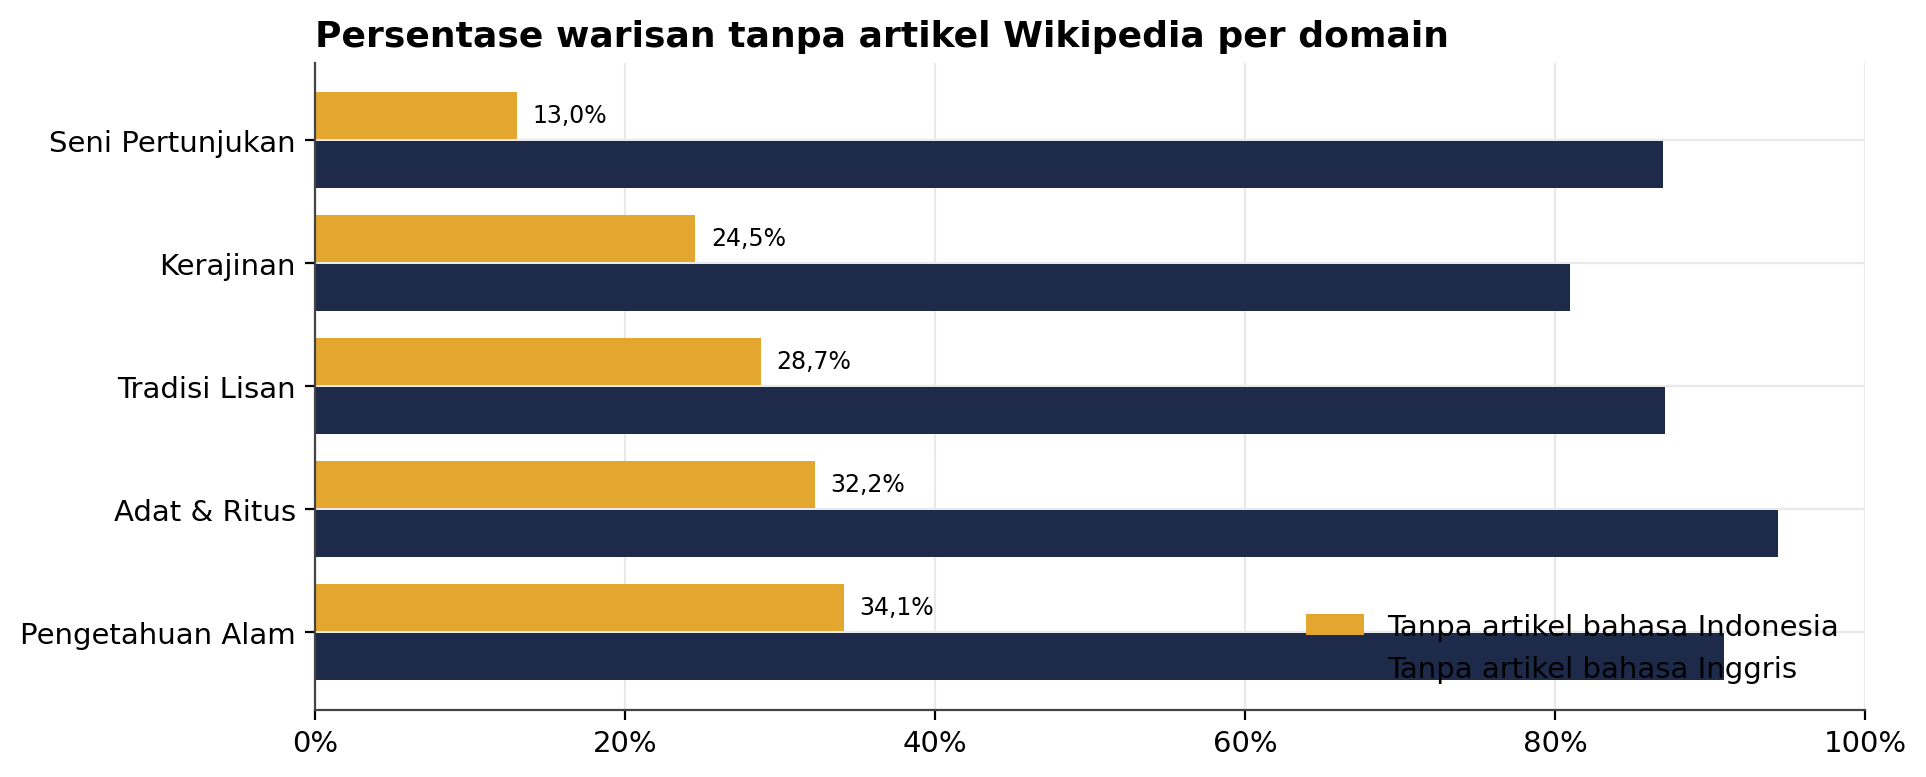 Persentase warisan tanpa artikel Wikipedia per domain
Seni Pertunjukan
13,0%
Kerajinan
24,5%
Tradisi Lisan
28,7%
Adat & Ritus
32,2%
Pengetahuan Alam
34,1%
Tanpa artikel bahasa Indonesia
Tanpa artikel bahasa Inggris
0%
20%
40%
60%
80%
100%